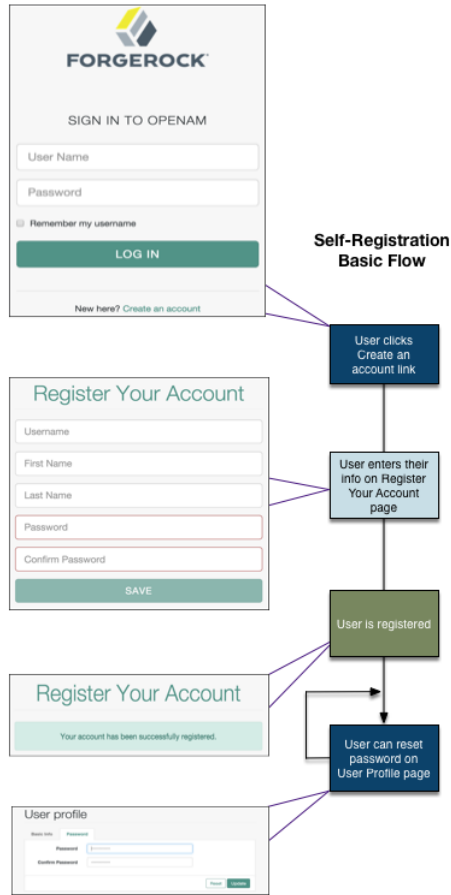 FORGEROCK
SIGN IN TO OPENAM
User Name
Password
Remember my username
LOG IN
New here? Create an account
Self-Registration
Basic Flow
User clicks
Create an
account link
Register Your Account
Username
First Name
Last Name
Password
Confirm Password
SAVE
User enters their
info on Register
Your Account
page
User is registered
Register Your Account
Your account has been successfully registered.
User can reset
password on
User Profile page
User profile
Basic Info Password
Password
Confirm Password
Reset Update